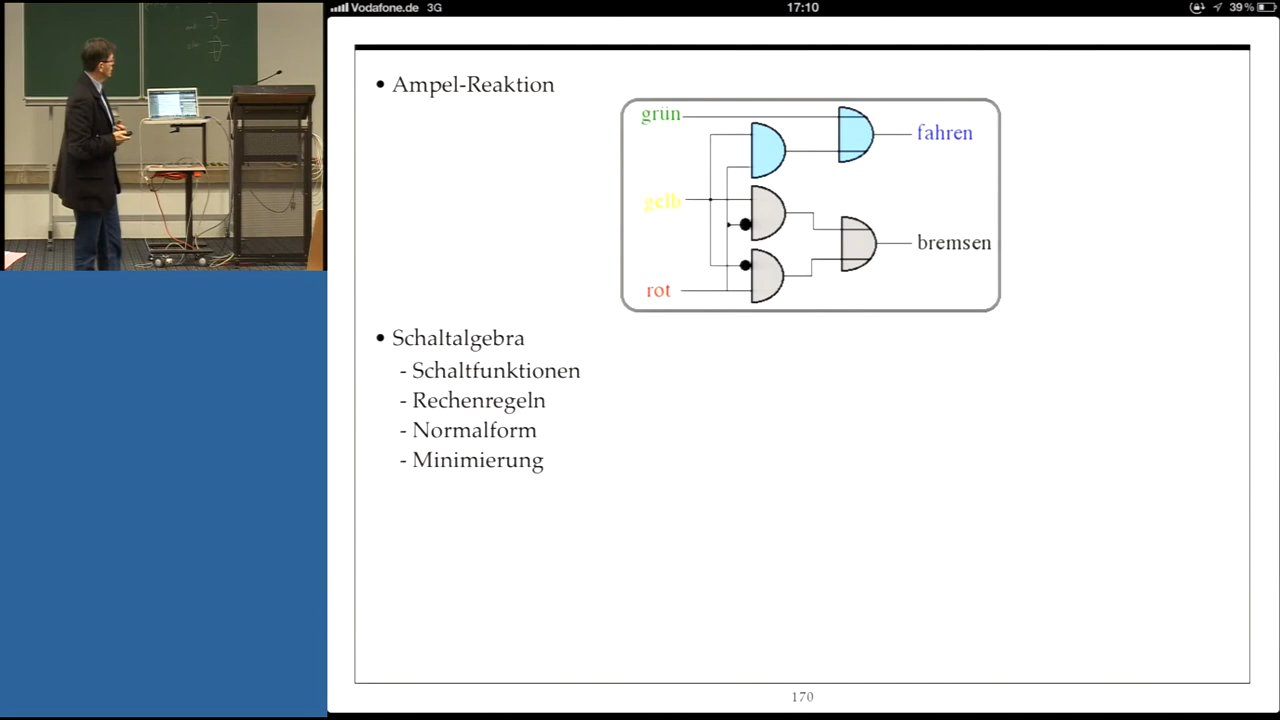 Vodafone.de 3G 17:10 39 %
• Ampel-Reaktion
grün
fahren
gelb
bremsen
rot
• Schaltalgebra
- Schaltfunktionen
- Rechenregeln
- Normalform
- Minimierung
170